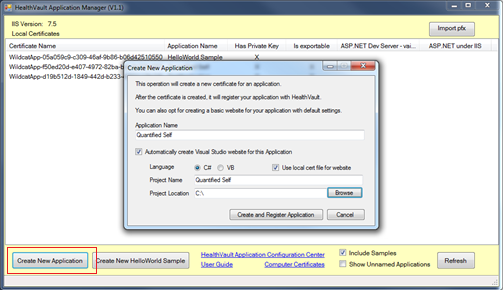 HealthVault Application Manager (V1.1)
IIS Version: 7.5
Local Certificates
Import pfx
Certificate Name Application Name Has Private Key Is exportable ASP.NET Dev Server - vai... ASP.NET under IIS
WildcatApp-05a059c9-c309-46af-9b86-b06d42510550 HelloWorld Sample X
WildcatApp-f50ed20d-e407-4972-82ba-b
WildcatApp-d19b512d-1849-442d-b233-
Create New Application
This operation will create a new certificate for an application.
After the certificate is created, it will register your application with HealthVault.
You can also opt for creating a basic website for your application with default settings.
Application Name
Quantified Self
Automatically create Visual Studio website for this Application
Language C# VB Use local cert file for website
Project Name Quantified Self
Project Location C:\ Browse
Create and Register Application Cancel
Create New Application Create New HelloWorld Sample
HealthVault Application Configuration Center
User Guide Computer Certificates
Include Samples
Show Unnamed Applications
Refresh